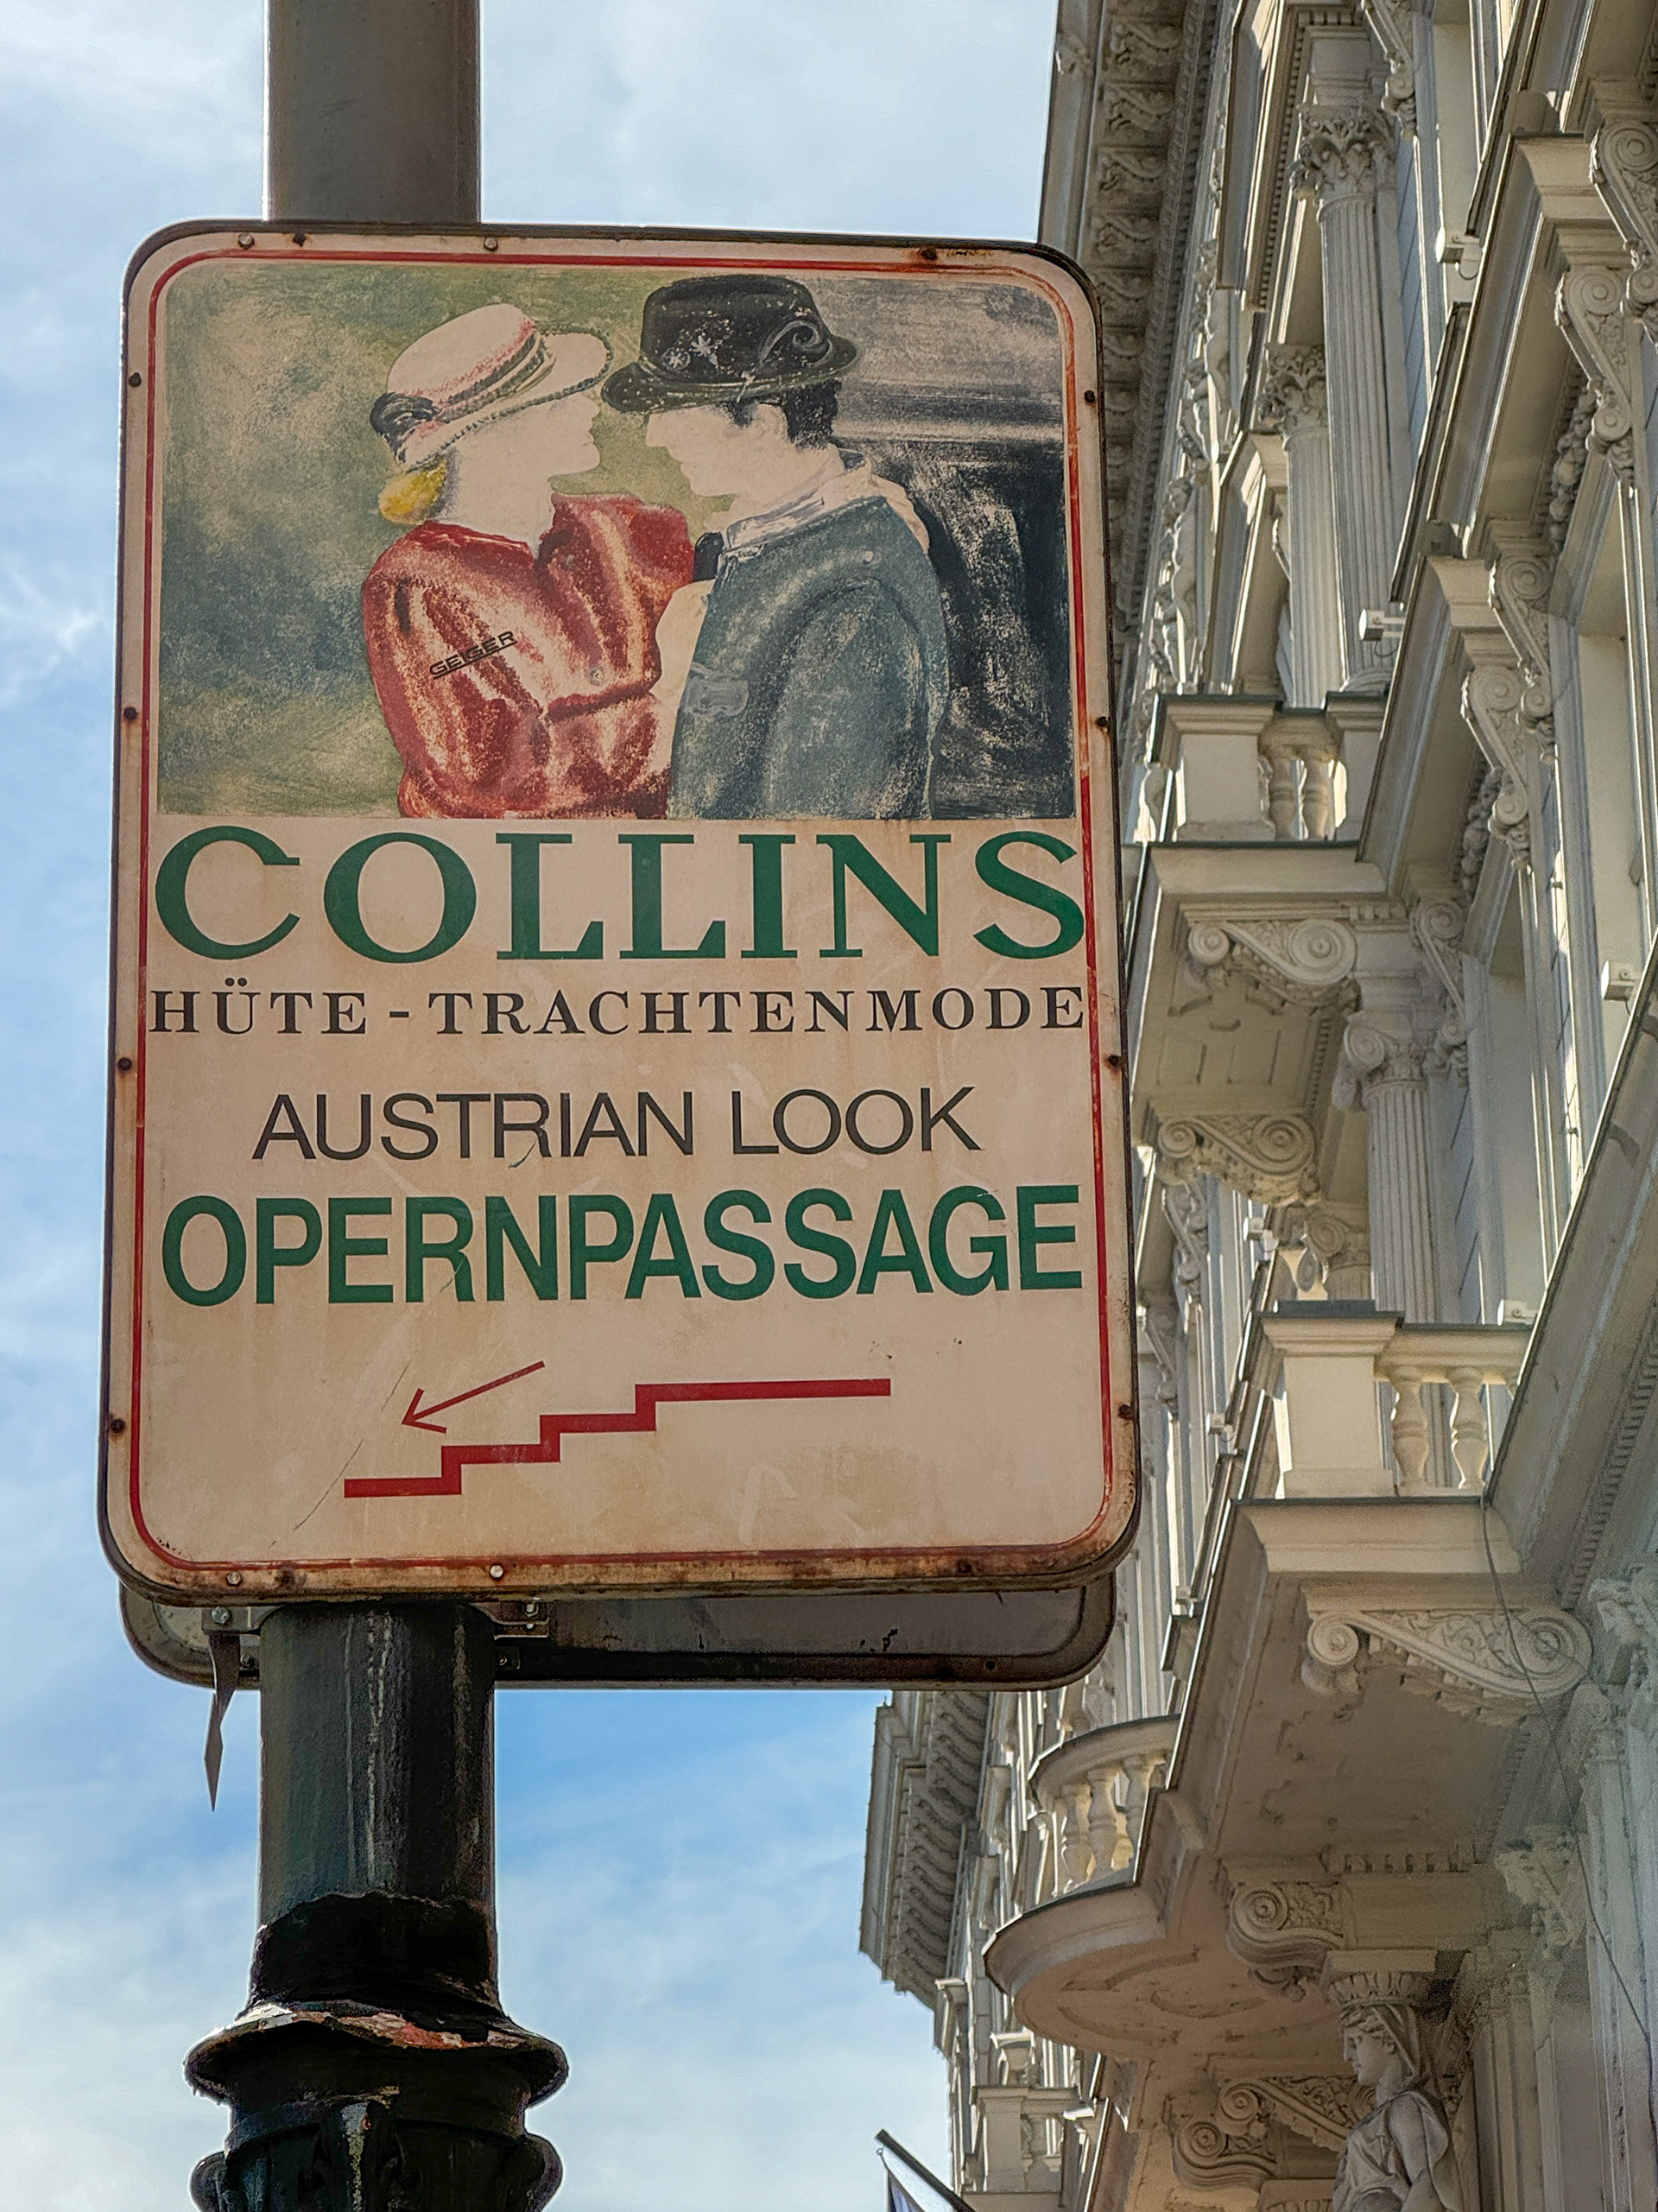 GEIGER
COLLINS
HÜTE - TRACHTENMODE
AUSTRIAN LOOK
OPERNPASSAGE